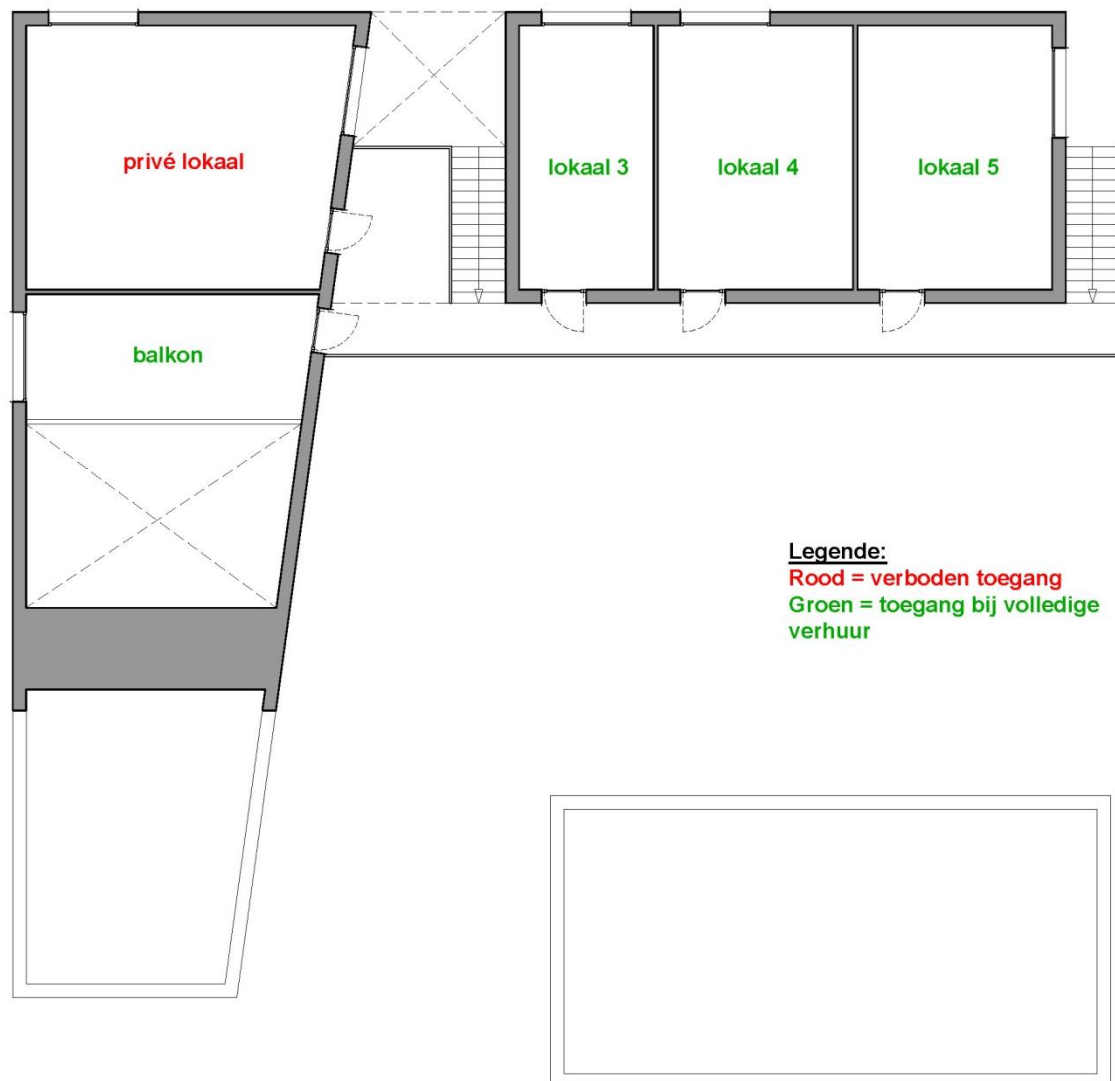 privé lokaal
lokaal 3
lokaal 4
lokaal 5
balkon
Legende:
Rood = verboden toegang
Groen = toegang bij volledige
verhuur